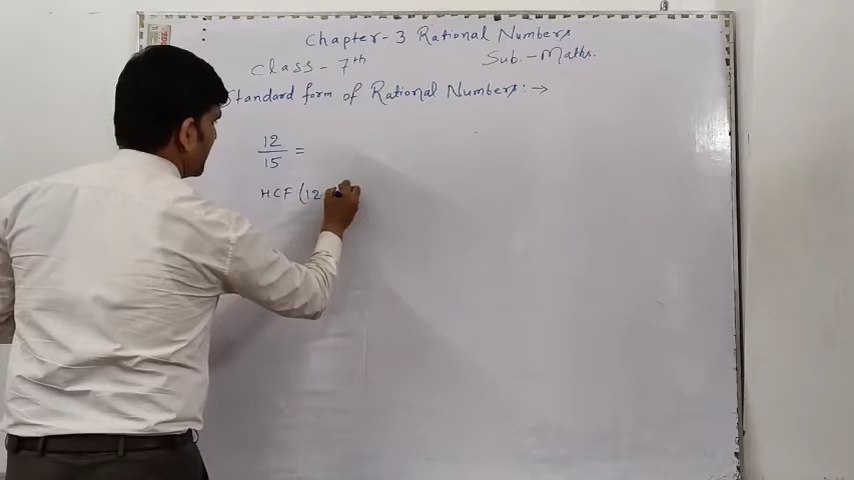 Chapter-3 Rational Numbers
Class-7th Sub.-Maths.
Standard form of Rational Numbers:→
12/15 =
HCF (12